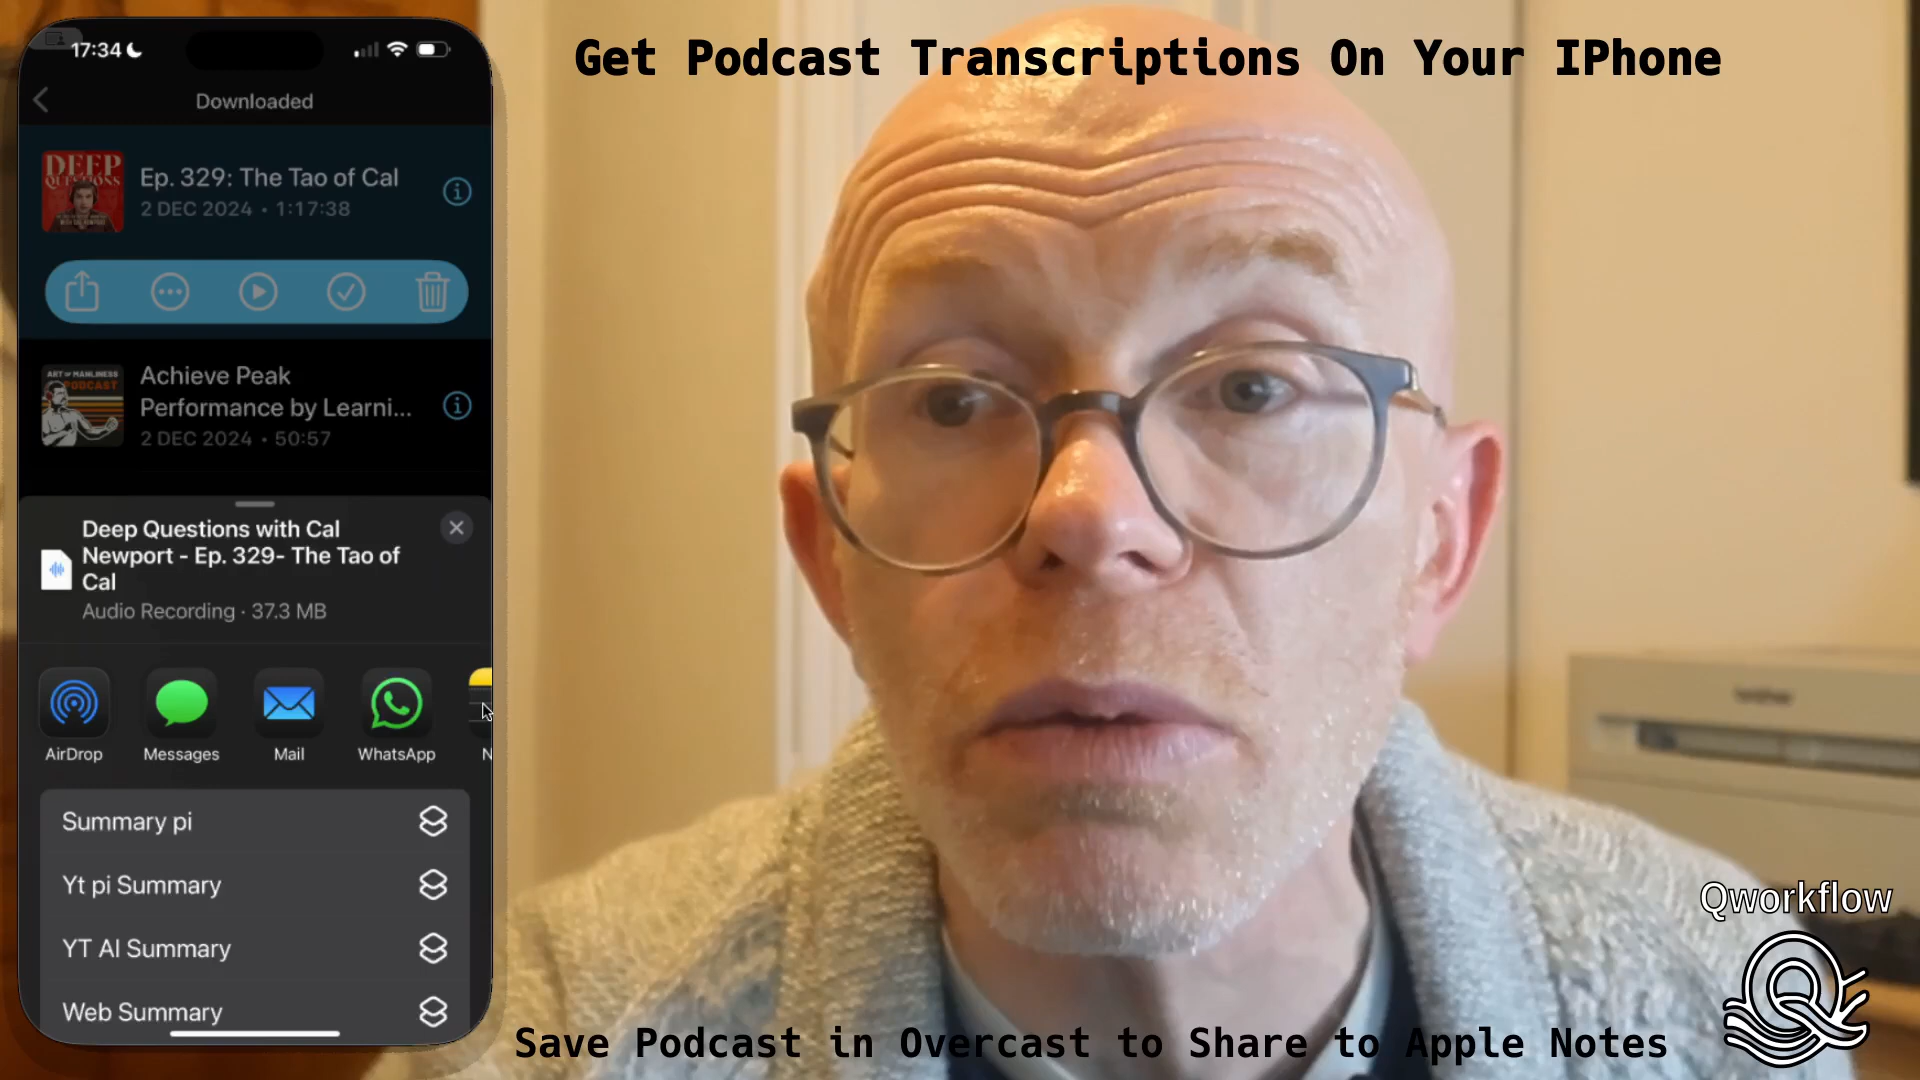 17:34
Downloaded
Get Podcast Transcriptions On Your IPhone
DEEP
QUESTIONS
Ep. 329: The Tao of Cal
2 DEC 2024 • 1:17:38
ART of MANLINESS
PODCAST
Achieve Peak
Performance by Learni...
2 DEC 2024 • 50:57
Deep Questions with Cal
Newport - Ep. 329- The Tao of
Cal
Audio Recording · 37.3 MB
AirDrop
Messages
Mail
WhatsApp
N
Summary pi
Yt pi Summary
YT AI Summary
Web Summary
brother
Qworkflow
Save Podcast in Overcast to Share to Apple Notes